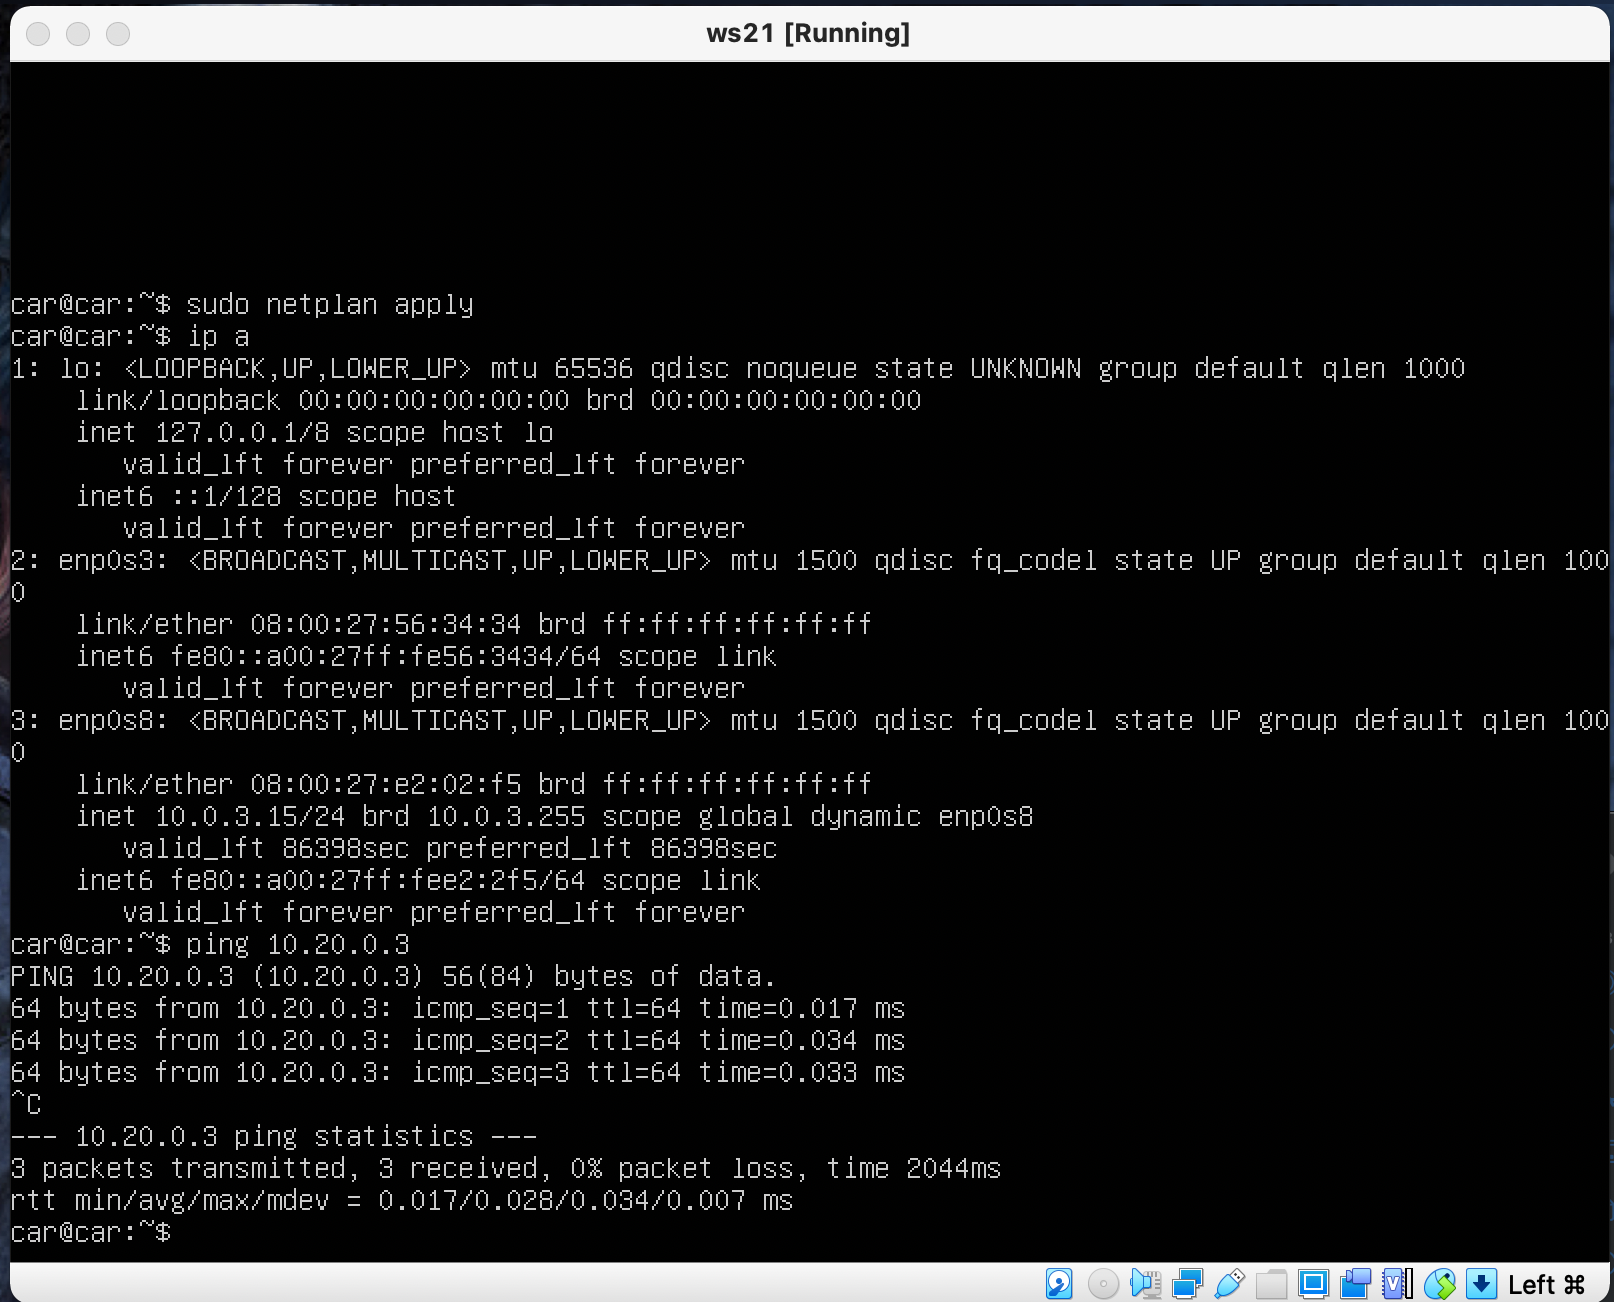 ws21 [Running]
car@car:~$ sudo netplan apply
car@car:~$ ip a
1: lo: <LOOPBACK,UP,LOWER_UP> mtu 65536 qdisc noqueue state UNKNOWN group default qlen 1000
    link/loopback 00:00:00:00:00:00 brd 00:00:00:00:00:00
    inet 127.0.0.1/8 scope host lo
       valid_lft forever preferred_lft forever
    inet6 ::1/128 scope host
       valid_lft forever preferred_lft forever
2: enp0s3: <BROADCAST,MULTICAST,UP,LOWER_UP> mtu 1500 qdisc fq_codel state UP group default qlen 100
0
    link/ether 08:00:27:56:34:34 brd ff:ff:ff:ff:ff:ff
    inet6 fe80::a00:27ff:fe56:3434/64 scope link
       valid_lft forever preferred_lft forever
3: enp0s8: <BROADCAST,MULTICAST,UP,LOWER_UP> mtu 1500 qdisc fq_codel state UP group default qlen 100
0
    link/ether 08:00:27:e2:02:f5 brd ff:ff:ff:ff:ff:ff
    inet 10.0.3.15/24 brd 10.0.3.255 scope global dynamic enp0s8
       valid_lft 86398sec preferred_lft 86398sec
    inet6 fe80::a00:27ff:fee2:2f5/64 scope link
       valid_lft forever preferred_lft forever
car@car:~$ ping 10.20.0.3
PING 10.20.0.3 (10.20.0.3) 56(84) bytes of data.
64 bytes from 10.20.0.3: icmp_seq=1 ttl=64 time=0.017 ms
64 bytes from 10.20.0.3: icmp_seq=2 ttl=64 time=0.034 ms
64 bytes from 10.20.0.3: icmp_seq=3 ttl=64 time=0.033 ms
^C
--- 10.20.0.3 ping statistics ---
3 packets transmitted, 3 received, 0% packet loss, time 2044ms
rtt min/avg/max/mdev = 0.017/0.028/0.034/0.007 ms
car@car:~$
Left ⌘